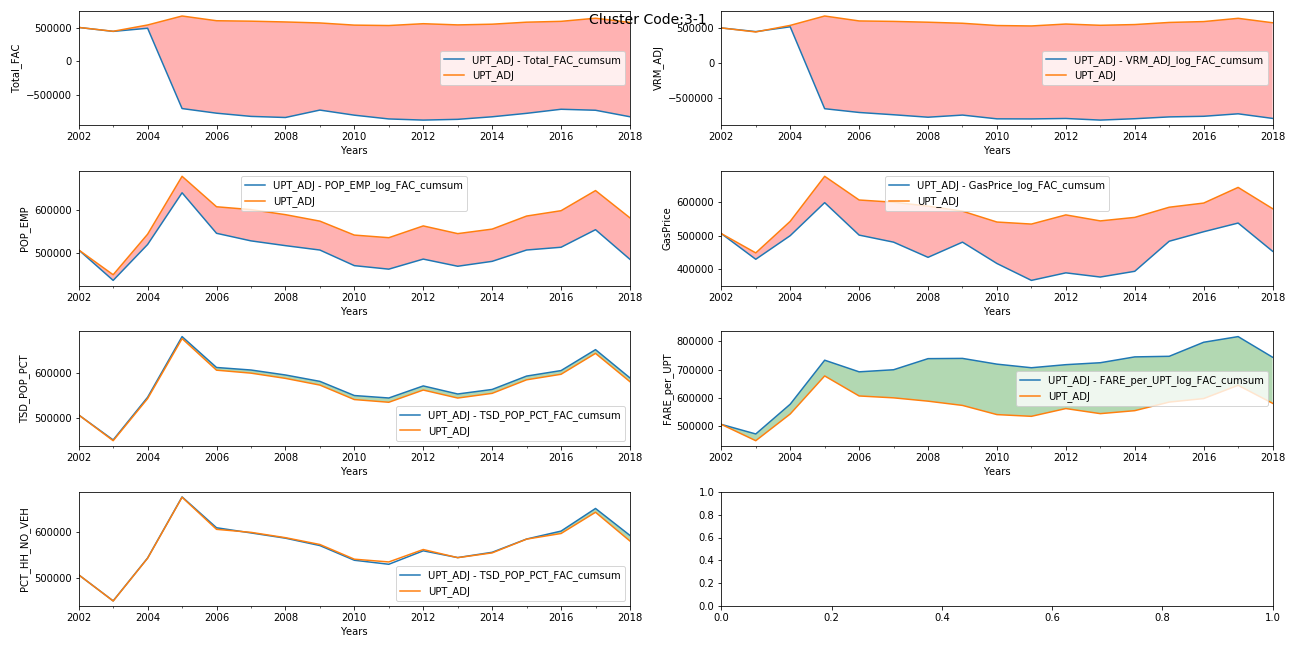 Cluster Code:3-1
Total_FAC
500000
0
−500000
UPT_ADJ - Total_FAC_cumsum
UPT_ADJ
2002 2004 2006 2008 2010 2012 2014 2016 2018
Years
VRM_ADJ
500000
0
−500000
UPT_ADJ - VRM_ADJ_log_FAC_cumsum
UPT_ADJ
2002 2004 2006 2008 2010 2012 2014 2016 2018
Years
POP_EMP
600000
500000
UPT_ADJ - POP_EMP_log_FAC_cumsum
UPT_ADJ
2002 2004 2006 2008 2010 2012 2014 2016 2018
Years
GasPrice
600000
500000
400000
UPT_ADJ - GasPrice_log_FAC_cumsum
UPT_ADJ
2002 2004 2006 2008 2010 2012 2014 2016 2018
Years
TSD_POP_PCT
600000
500000
UPT_ADJ - TSD_POP_PCT_FAC_cumsum
UPT_ADJ
2002 2004 2006 2008 2010 2012 2014 2016 2018
Years
FARE_per_UPT
800000
700000
600000
500000
UPT_ADJ - FARE_per_UPT_log_FAC_cumsum
UPT_ADJ
2002 2004 2006 2008 2010 2012 2014 2016 2018
Years
PCT_HH_NO_VEH
600000
500000
UPT_ADJ - TSD_POP_PCT_FAC_cumsum
UPT_ADJ
2002 2004 2006 2008 2010 2012 2014 2016 2018
Years
1.0
0.8
0.6
0.4
0.2
0.0
0.0 0.2 0.4 0.6 0.8 1.0